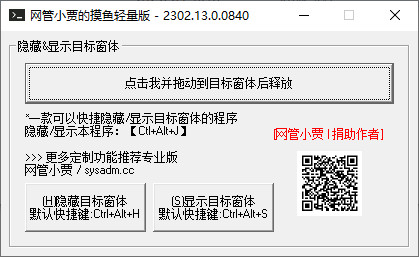 网管小贾的摸鱼轻量版 - 2302.13.0.0840
隐藏&显示目标窗体
点击我并拖动到目标窗体后释放
*一款可以快捷隐藏/显示目标窗体的程序
隐藏/显示本程序：【Ctl+Alt+J】
[网管小贾 | 捐助作者]
>>> 更多定制功能推荐专业版
网管小贾 / sysadm.cc
(H)隐藏目标窗体
默认快捷键:Ctrl+Alt+H
(S)显示目标窗体
默认快捷键:Ctrl+Alt+S